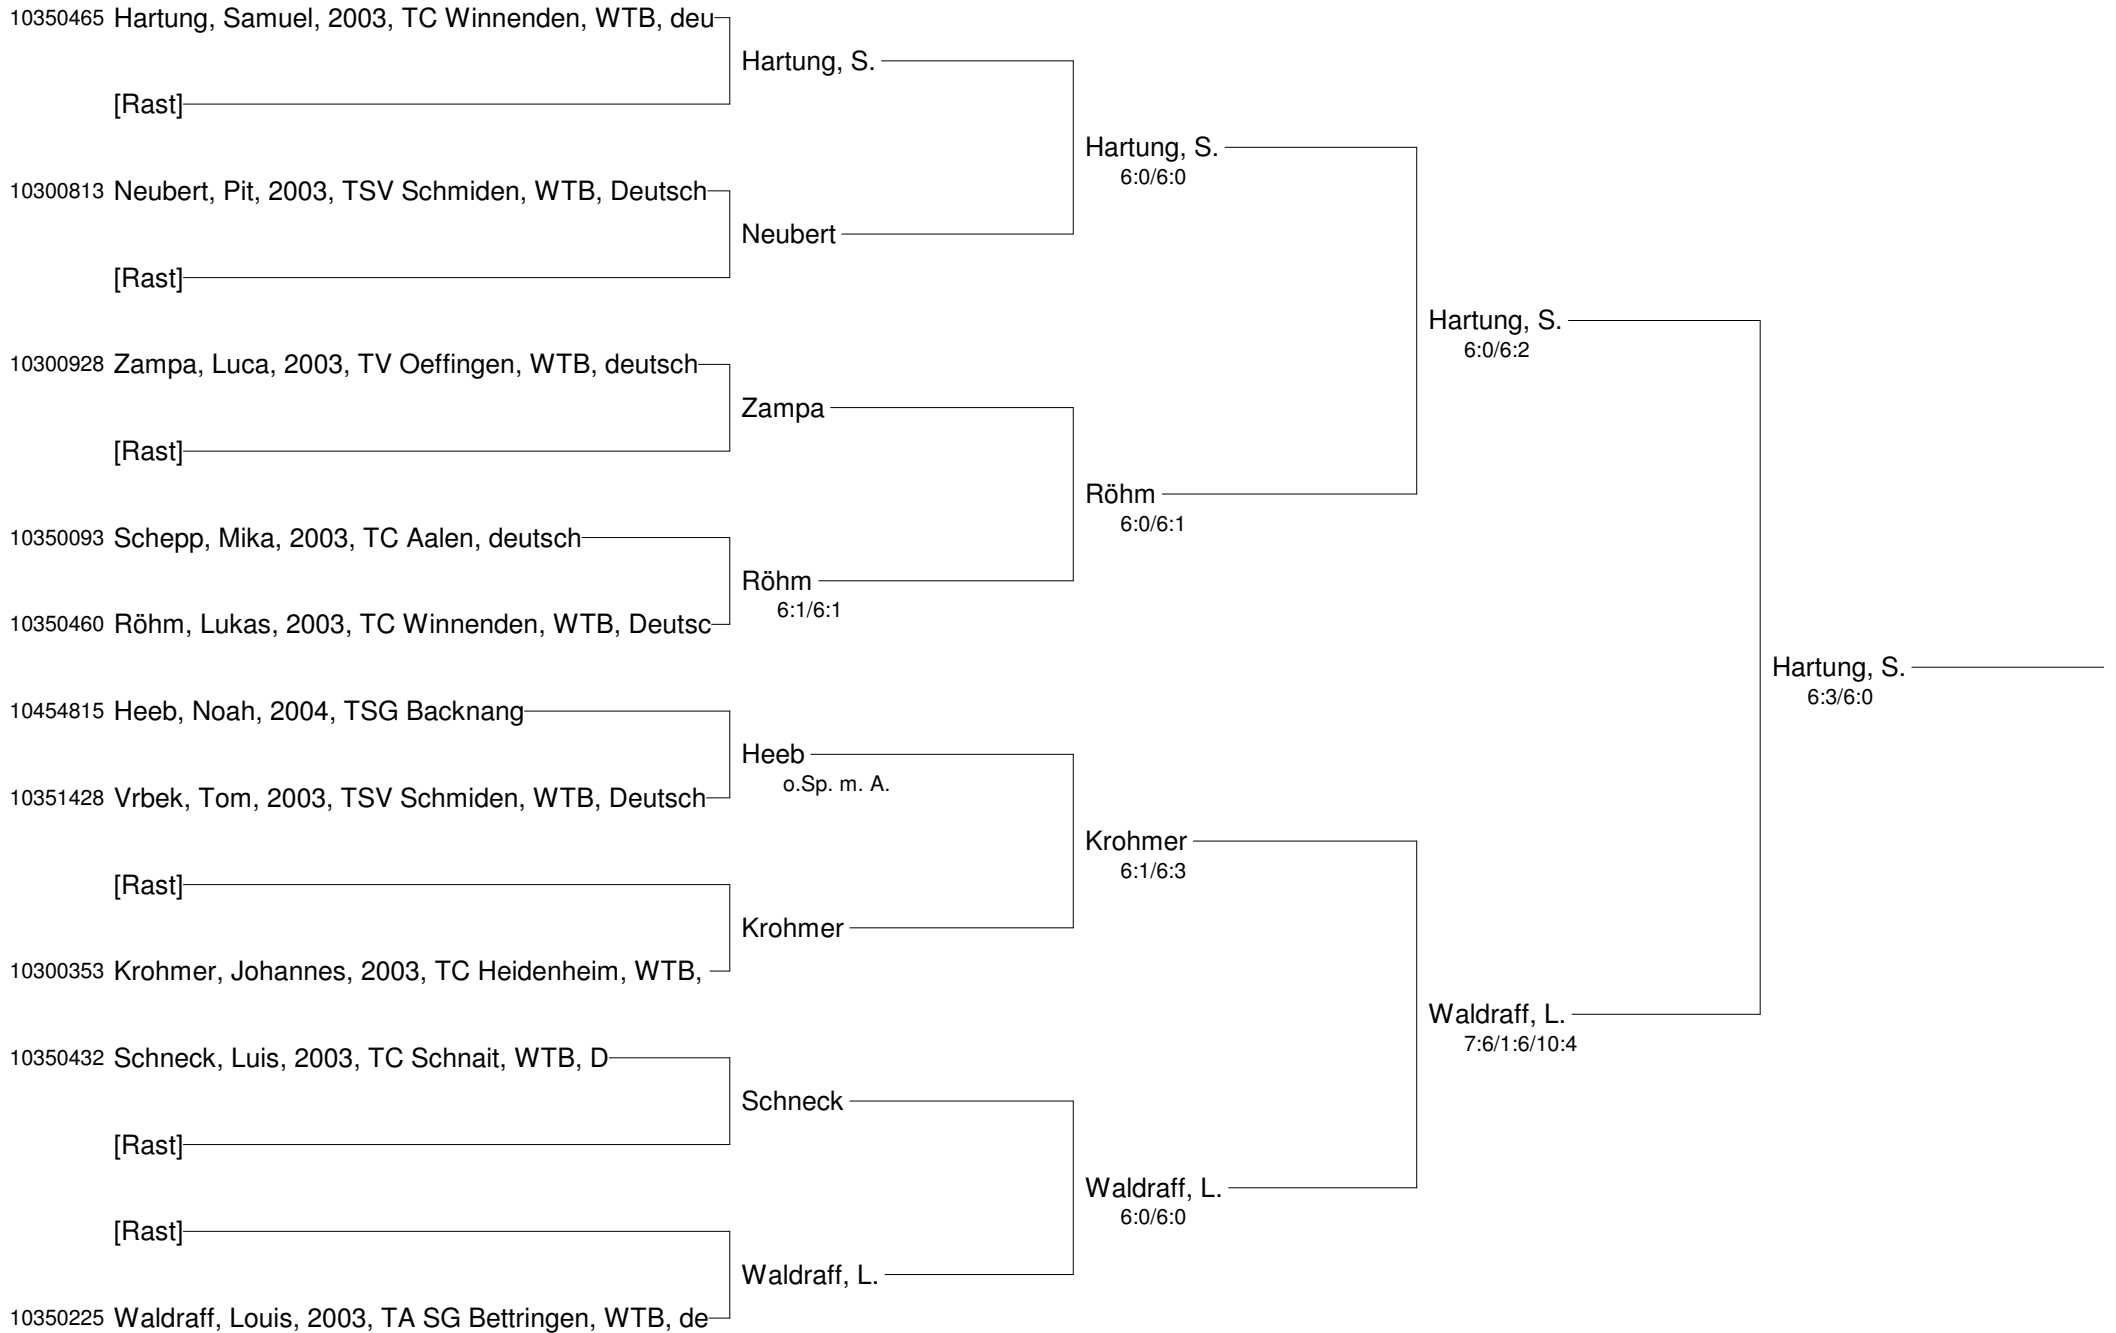 10350465 Hartung, Samuel, 2003, TC Winnenden, WTB, deu
Hartung, S.
[Rast]
Hartung, S.
6:0/6:0
10300813 Neubert, Pit, 2003, TSV Schmiden, WTB, Deutsch
Neubert
[Rast]
Hartung, S.
6:0/6:2
10300928 Zampa, Luca, 2003, TV Oeffingen, WTB, deutsch
Zampa
[Rast]
Röhm
6:0/6:1
10350093 Schepp, Mika, 2003, TC Aalen, deutsch
Röhm
6:1/6:1
10350460 Röhm, Lukas, 2003, TC Winnenden, WTB, Deutsc
Hartung, S.
6:3/6:0
10454815 Heeb, Noah, 2004, TSG Backnang
Heeb
o.Sp. m. A.
10351428 Vrbek, Tom, 2003, TSV Schmiden, WTB, Deutsch
Krohmer
6:1/6:3
[Rast]
Krohmer
10300353 Krohmer, Johannes, 2003, TC Heidenheim, WTB,
Waldraff, L.
7:6/1:6/10:4
10350432 Schneck, Luis, 2003, TC Schnait, WTB, D
Schneck
[Rast]
Waldraff, L.
6:0/6:0
[Rast]
Waldraff, L.
10350225 Waldraff, Louis, 2003, TA SG Bettringen, WTB, de